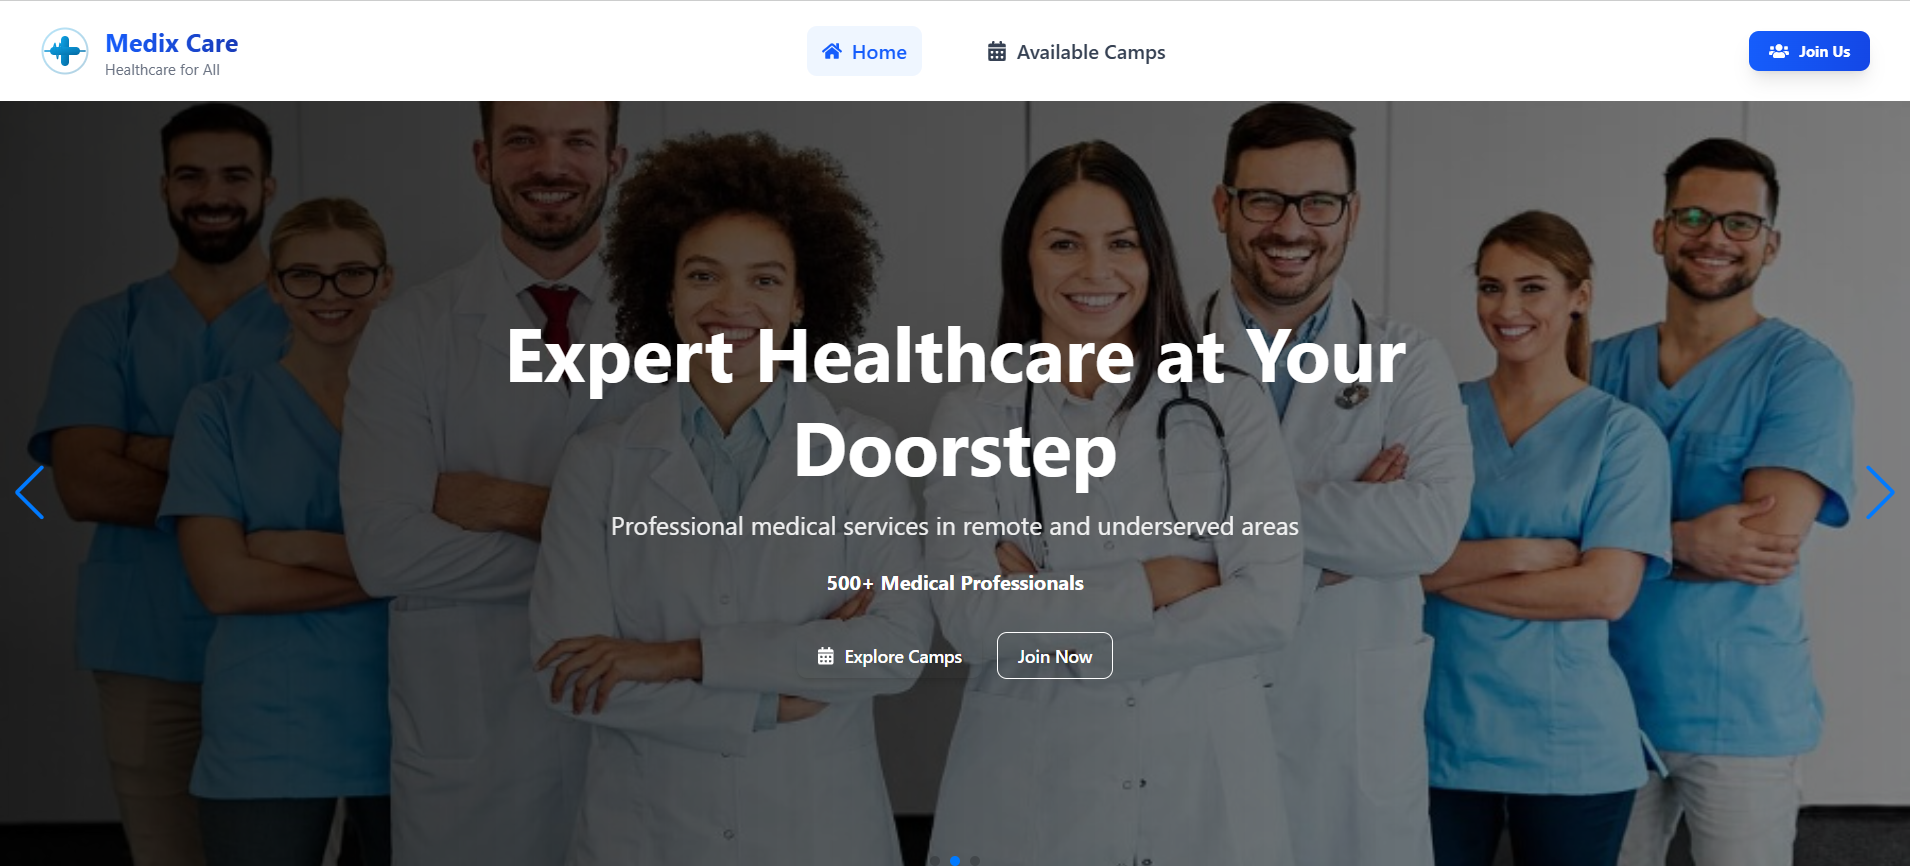 Medix Care
Healthcare for All
Home
Available Camps
Join Us
Expert Healthcare at Your
Doorstep
Professional medical services in remote and underserved areas
500+ Medical Professionals
Explore Camps
Join Now